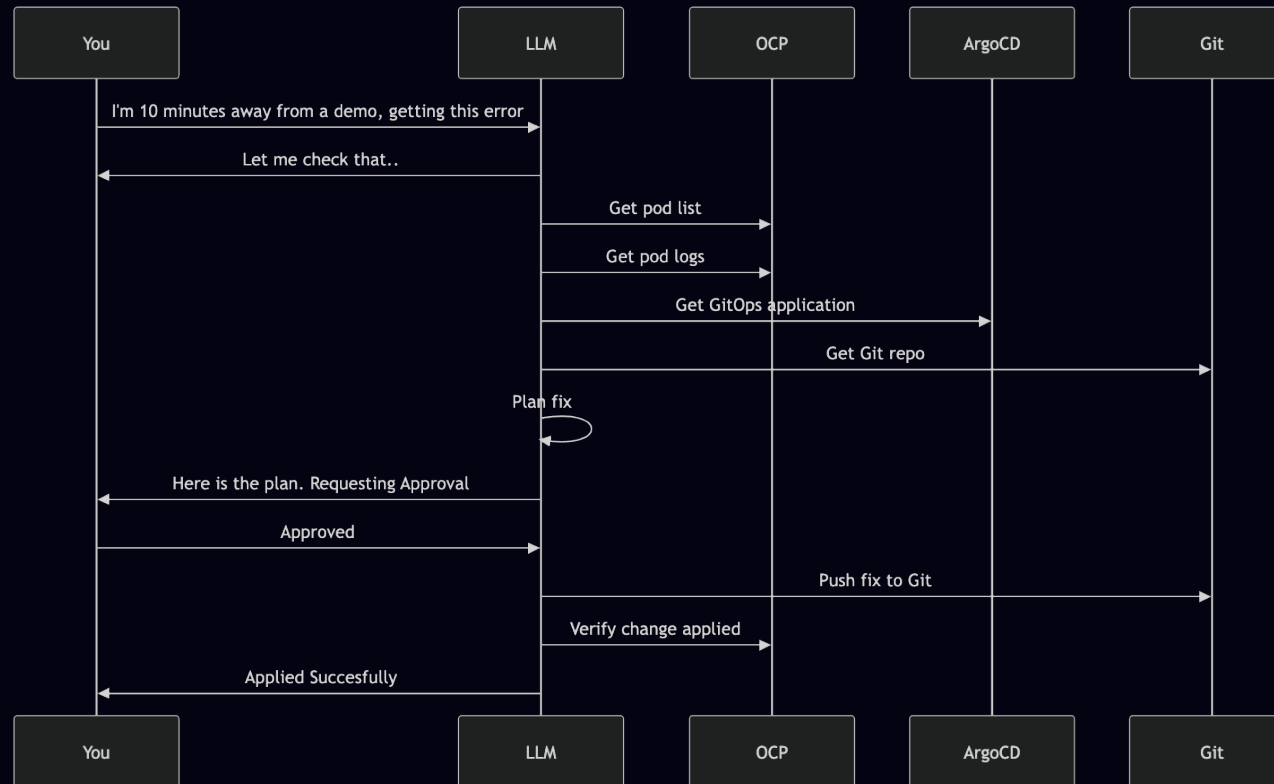 You
LLM
OCP
ArgoCD
Git
I'm 10 minutes away from a demo, getting this error
Let me check that..
Get pod list
Get pod logs
Get GitOps application
Get Git repo
Plan fix
Here is the plan. Requesting Approval
Approved
Push fix to Git
Verify change applied
Applied Succesfully
You
LLM
OCP
ArgoCD
Git